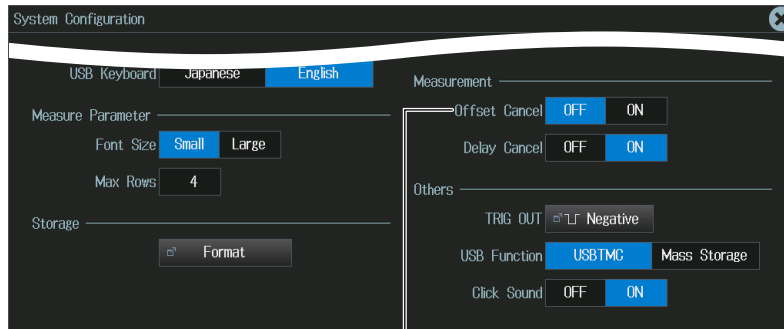 System Configuration
USB Keyboard Japanese English
Measure Parameter
Font Size Small Large
Max Rows 4
Storage
Format
Measurement
Offset Cancel OFF ON
Delay Cancel OFF ON
Others
TRIG OUT Negative
USB Function USBTMC Mass Storage
Click Sound OFF ON